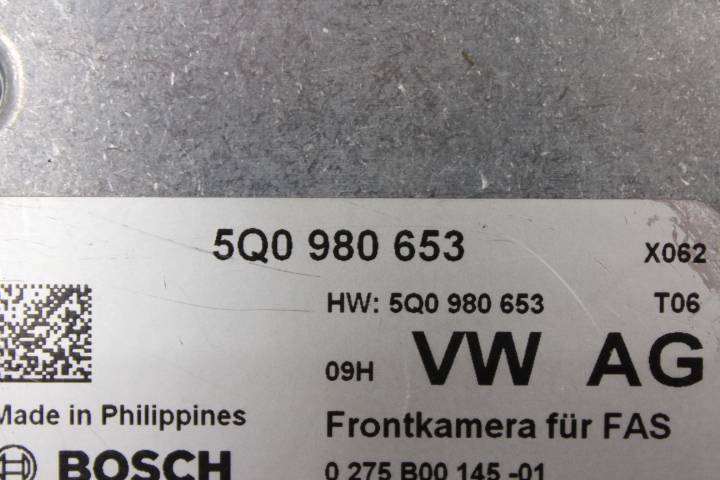 5Q0 980 653 X062
HW: 5Q0 980 653 T06
09H VW AG
Made in Philippines Frontkamera für FAS
BOSCH 0 275 B00 145 -01